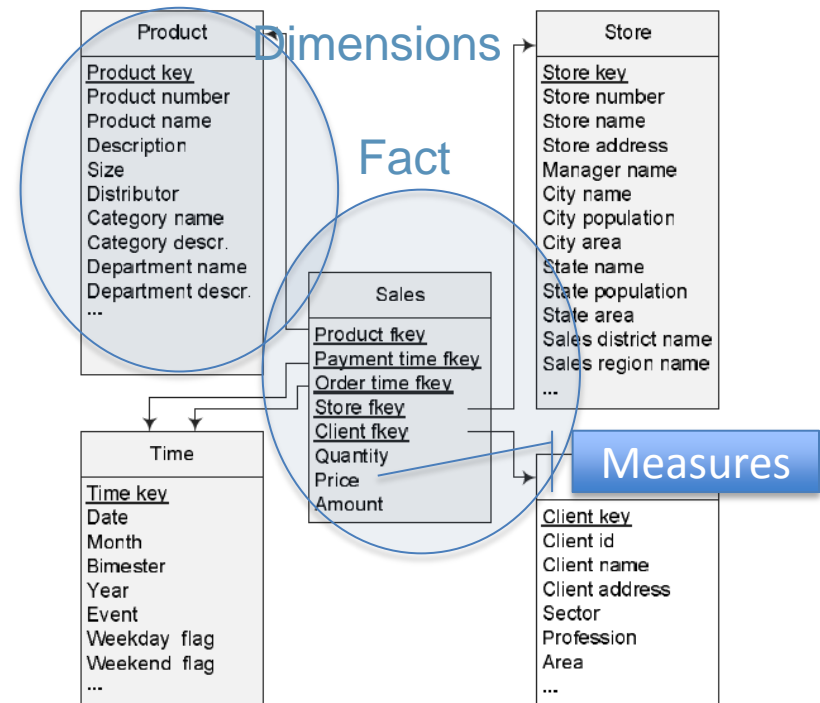 Dimensions
Fact
Product
Product key
Product number
Product name
Description
Size
Distributor
Category name
Category descr.
Department name
Department descr.
...
Store
Store key
Store number
Store name
Store address
Manager name
City name
City population
City area
State name
State population
State area
Sales district name
Sales region name
...
Sales
Product fkey
Payment time fkey
Order time fkey
Store fkey
Client fkey
Quantity
Price
Amount
Measures
Time
Time key
Date
Month
Bimester
Year
Event
Weekday flag
Weekend flag
...
Client key
Client id
Client name
Client address
Sector
Profession
Area
...